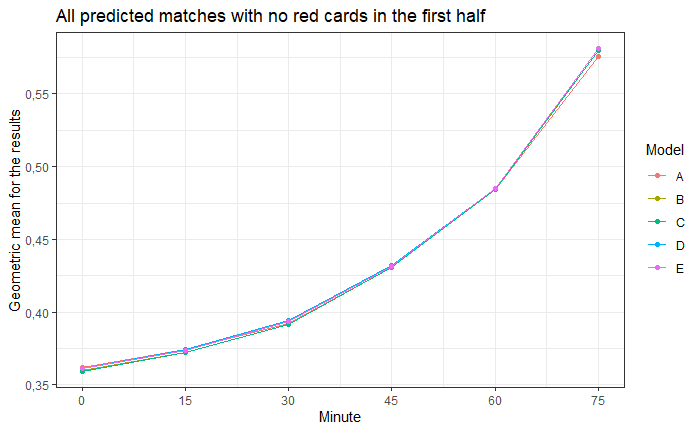 All predicted matches with no red cards in the first half
Geometric mean for the results
0,55
0,50
0,45
0,40
0,35
0 15 30 45 60 75
Minute
Model
A
B
C
D
E